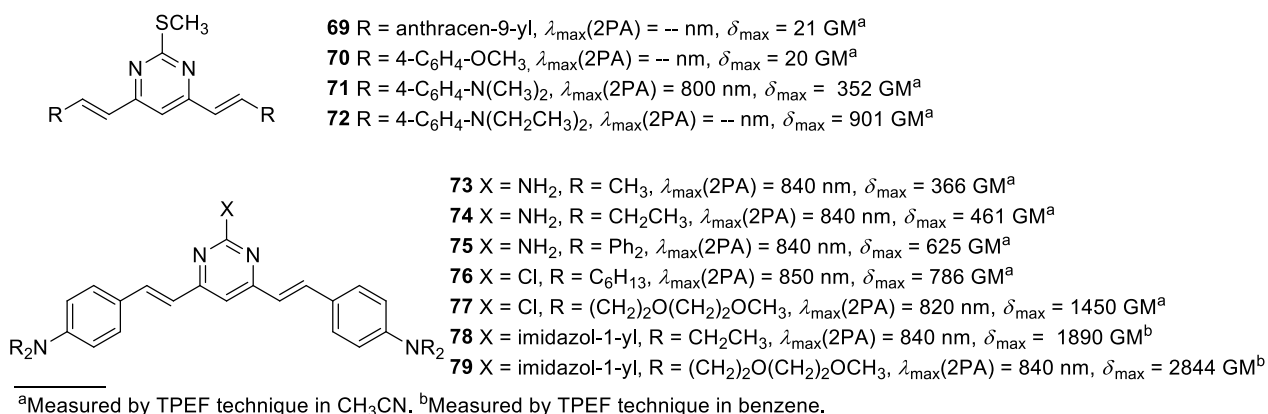 SCH₃
N N
R R
69 R = anthracen-9-yl, λmax(2PA) = -- nm, δmax = 21 GMᵃ
70 R = 4-C₆H₄-OCH₃, λmax(2PA) = -- nm, δmax = 20 GMᵃ
71 R = 4-C₆H₄-N(CH₃)₂, λmax(2PA) = 800 nm, δmax = 352 GMᵃ
72 R = 4-C₆H₄-N(CH₂CH₃)₂, λmax(2PA) = -- nm, δmax = 901 GMᵃ
X
N N
R₂N NR₂
73 X = NH₂, R = CH₃, λmax(2PA) = 840 nm, δmax = 366 GMᵃ
74 X = NH₂, R = CH₂CH₃, λmax(2PA) = 840 nm, δmax = 461 GMᵃ
75 X = NH₂, R = Ph₂, λmax(2PA) = 840 nm, δmax = 625 GMᵃ
76 X = Cl, R = C₆H₁₃, λmax(2PA) = 850 nm, δmax = 786 GMᵃ
77 X = Cl, R = (CH₂)₂O(CH₂)₂OCH₃, λmax(2PA) = 820 nm, δmax = 1450 GMᵃ
78 X = imidazol-1-yl, R = CH₂CH₃, λmax(2PA) = 840 nm, δmax = 1890 GMᵇ
79 X = imidazol-1-yl, R = (CH₂)₂O(CH₂)₂OCH₃, λmax(2PA) = 840 nm, δmax = 2844 GMᵇ
ᵃMeasured by TPEF technique in CH₃CN. ᵇMeasured by TPEF technique in benzene.